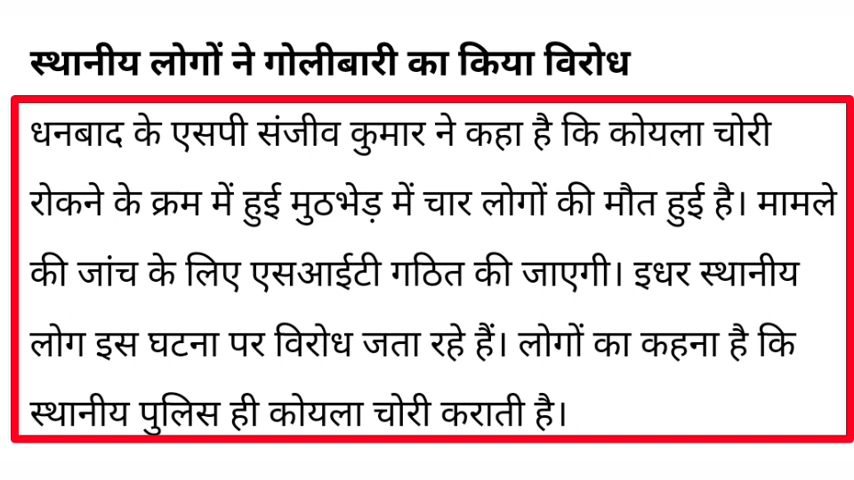 स्थानीय लोगों ने गोलीबारी का किया विरोध
धनबाद के एसपी संजीव कुमार ने कहा है कि कोयला चोरी
रोकने के क्रम में हुई मुठभेड़ में चार लोगों की मौत हुई है। मामले
की जांच के लिए एसआईटी गठित की जाएगी। इधर स्थानीय
लोग इस घटना पर विरोध जता रहे हैं। लोगों का कहना है कि
स्थानीय पुलिस ही कोयला चोरी कराती है।